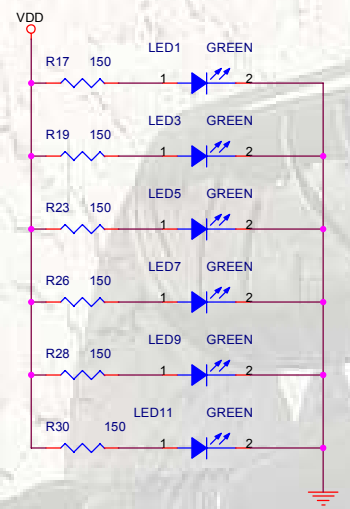 VDD
LED1 GREEN
R17 150
1 2
LED3 GREEN
R19 150
1 2
LED5 GREEN
R23 150
1 2
LED7 GREEN
R26 150
1 2
LED9 GREEN
R28 150
1 2
LED11 GREEN
R30 150
1 2